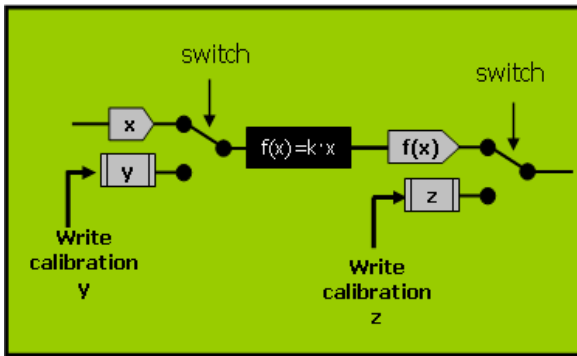 switch
switch
x
f(x)=k·x
f(x)
y
z
Write
calibration
y
Write
calibration
z